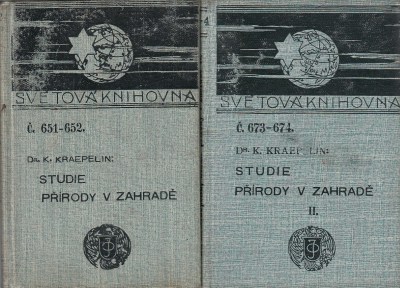 SVĚTOVÁ KNIHOVNA
Č. 651-652.
DR. K. KRAEPELIN:
STUDIE
PŘÍRODY V ZAHRADĚ
4
SVĚTOVÁ KNIHOVNA
Č. 673-674.
DR. K. KRAEPELIN:
STUDIE
PŘÍRODY V ZAHRADĚ
II.